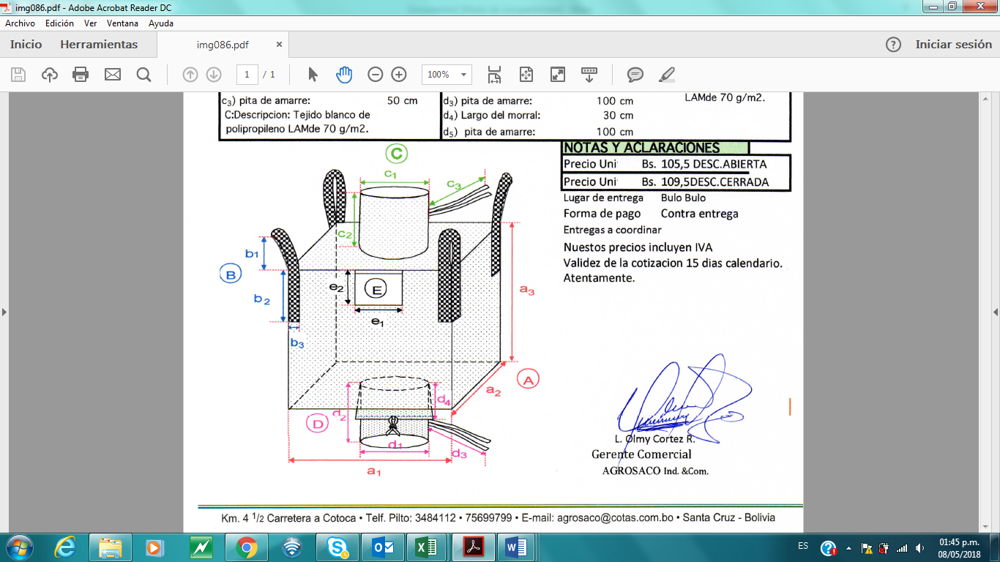 img086.pdf - Adobe Acrobat Reader DC
Archivo Edición Ver Ventana Ayuda
Inicio Herramientas img086.pdf × Iniciar sesión
1 / 1 100%
c3) pita de amarre: 50 cm
C:Descripcion: Tejido blanco de
polipropileno LAMde 70 g/m2.
d3) pita de amarre: 100 cm
d4) Largo del morral: 30 cm
d5) pita de amarre: 100 cm
LAMde 70 g/m2.
NOTAS Y ACLARACIONES
Precio Uni Bs. 105,5 DESC.ABIERTA
Precio Uni Bs. 109,5DESC.CERRADA
Lugar de entrega Bulo Bulo
Forma de pago Contra entrega
Entregas a coordinar
Nuestos precios incluyen IVA
Validez de la cotizacion 15 dias calendario.
Atentamente.
C
c1
c3
c2
b1
B
b2
b3
e2
E
e1
a3
A
a2
d4
d2
D
d1
d3
a1
L. Olmy Cortez R.
Gerente Comercial
AGROSACO Ind. &Com.
Km. 4 1/2 Carretera a Cotoca • Telf. Pilto: 3484112 • 75699799 • E-mail: agrosaco@cotas.com.bo • Santa Cruz - Bolivia
ES
01:45 p.m.
08/05/2018